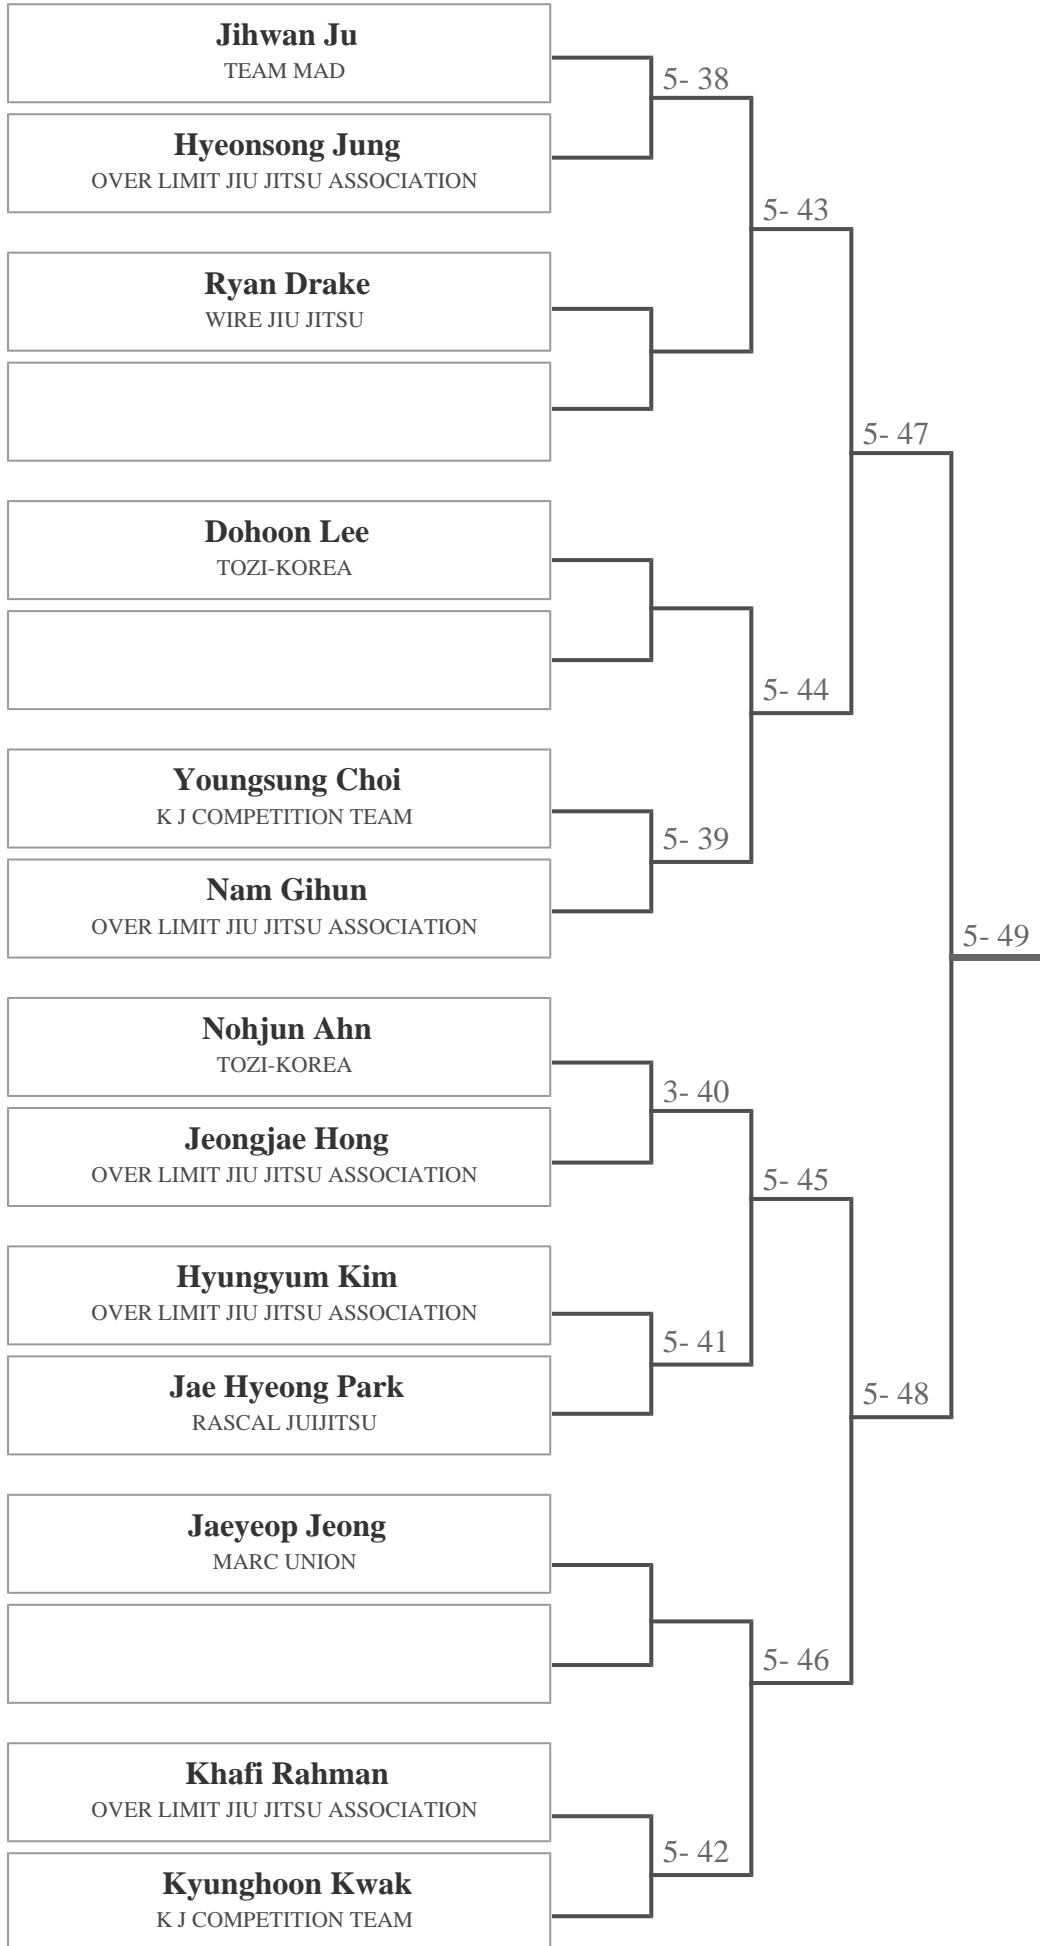 Jihwan Ju
TEAM MAD
5- 38
Hyeonsong Jung
OVER LIMIT JIU JITSU ASSOCIATION
5- 43
Ryan Drake
WIRE JIU JITSU
5- 47
Dohoon Lee
TOZI-KOREA
5- 44
Youngsung Choi
K J COMPETITION TEAM
5- 39
Nam Gihun
OVER LIMIT JIU JITSU ASSOCIATION
5- 49
Nohjun Ahn
TOZI-KOREA
3- 40
Jeongjae Hong
OVER LIMIT JIU JITSU ASSOCIATION
5- 45
Hyungyum Kim
OVER LIMIT JIU JITSU ASSOCIATION
5- 41
Jae Hyeong Park
RASCAL JUIJITSU
5- 48
Jaeyeop Jeong
MARC UNION
5- 46
Khafi Rahman
OVER LIMIT JIU JITSU ASSOCIATION
5- 42
Kyunghoon Kwak
K J COMPETITION TEAM